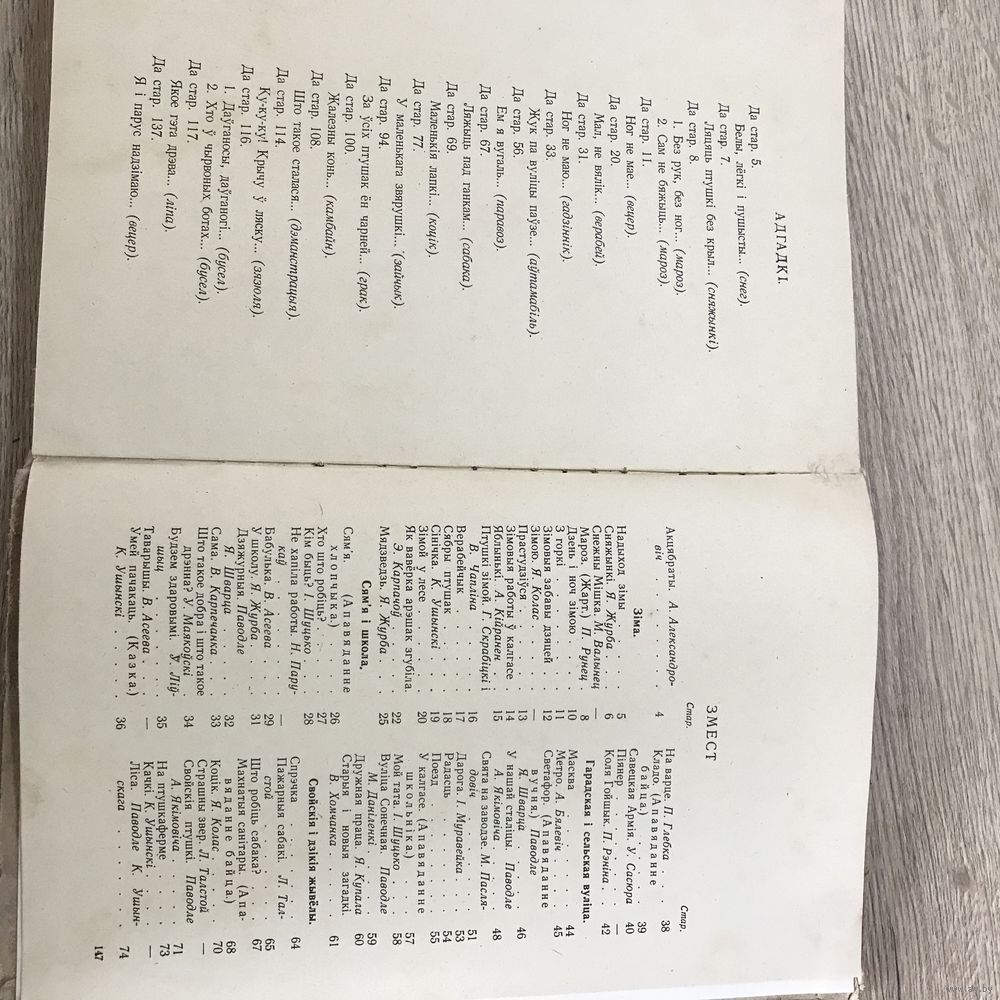 АДГАДКІ.
Да стар. 5.
Белы, лёгкі і пушысты... (снег).
Да стар. 7.
Ляцяць птушкі без крыл... (сняжынкі).
Да стар. 8.
1. Без рук, без ног... (мароз).
2. Сам не бяжыць... (мароз).
Да стар. 11.
Ног не мае... (вецер).
Да стар. 20.
Мал, не вялік... (верабей).
Да стар. 31.
Ног не маю... (гадзіннік).
Да стар. 33.
Жук па вуліцы паўзе... (аўтамабіль).
Да стар. 56.
Ем я вугаль... (паравоз).
Да стар. 67.
Ляжыць пад ганкам... (сабака).
Да стар. 69.
Маленькія лапкі... (коцік).
Да стар. 77.
У маленькага звярушкі... (зайчык).
Да стар. 94.
За ўсіх птушак ён чарней... (грак).
Да стар. 100.
Жалезны конь... (камбайн).
Да стар. 108.
Што такое сталася... (дэманстрацыя).
Да стар. 114.
Ку-ку-ку! Крычу ў ляску... (зязюля).
Да стар. 116.
1. Даўганосы, даўганогі... (бусел).
2. Хто ў чырвоных ботах... (бусел).
Да стар. 117.
Якое гэта дрэва... (ліпа).
Да стар. 137.
Я і парус надзімаю... (вецер).
ЗМЕСТ
Стар.
Акцябраты. А. Александро-
віч . . . . . 4
Зіма.
Надыход зімы . . . . 5
Сняжынкі. Я. Журба . . 6
Снежны Мішка. М. Валынец —
Мароз. (Жарт.) П. Рунец 8
Дзень і ноч зімою . . . 10
З горкі . . . . . 11
Зімовыя забавы дзяцей 12
Зімою. Я. Колас . . . —
Прастудзіўся . . . . 13
Зімовыя работы ў калгасе 14
Яблынькі. А. Кійранен . 15
Птушкі зімой. Г. Скрабіцкі і
В. Чапліна . . . . 16
Верабейчык . . . . 17
Сябры птушак . . . . 18
Сінічка. К. Ушынскі . . 19
Зімой у лесе . . . . 20
Як вавёрка арэшак згубіла.
Э. Карпачоў . . . . 22
Мядзведзь. Я. Журба . . 25
Сям'я і школа.
Сям'я. (Апавяданне
хлопчыка.) . . . . 26
Хто што робіць? . . . 27
Кім быць? І. Шуцько . . 28
Не хапіла работы. Н. Пару-
каў . . . . . —
Бабулька. В. Асеева . . 29
У школу. Я. Журба . . 31
Дзяжурныя. Паводле
Я. Шварца . . . . 32
Сама. В. Карпечанка . . 33
Што такое добра і што такое
дрэнна? У. Маякоўскі . 34
Будзем здаровымі. У. Ліў-
шыц . . . . . 35
Таварышы. В. Асеева . . —
Умей пачакаць. (Казка.)
К. Ушынскі . . . . 36
Стар.
На варце. П. Глебка . . 38
Кладо. (Апавяданне
байца.) . . . . . 39
Савецкая Армія. У. Сасюра 40
Піянер . . . . . —
Коля Гойшык. П. Рэніна . 42
Гарадская і сельская вуліца.
Масква . . . . . 44
Метро. А. Бялевіч . . . 45
Светафор. (Апавяданне
вучня.) Паводле
Я. Шварца . . . . 46
У нашай сталіцы. Паводле
А. Якімовіча . . . . 48
Свята на заводзе. М. Пасля-
довіч . . . . . 51
Дарога. І. Муравейка . . 53
Радасць . . . . . 54
Поезд . . . . . 55
У калгасе. (Апавяданне
школьніка.) . . . . 57
Мой тата. І. Шуцько . . 58
Вуліца Сонечная. Паводле
М. Даніленкі . . . . 59
Дружная праца. Я. Купала 60
Старыя і новыя загадкі.
В. Хомчанка . . . . 61
Свойскія і дзікія жывёлы.
Спрэчка . . . . . 64
Пажарныя сабакі. Л. Тал-
стой . . . . . 65
Што робіць сабака? . . 67
Махнатыя санітары. (Апа-
вяданне байца.) . . . 68
Коцік. Я. Колас . . . 70
Страшны звер. Л. Талстой —
Свойскія птушкі. Паводле
А. Якімовіча . . . . 71
На птушкаферме . . . 73
Качкі. К. Ушынскі . . . —
Ліса. Паводле К. Ушын-
скага . . . . . 74
147